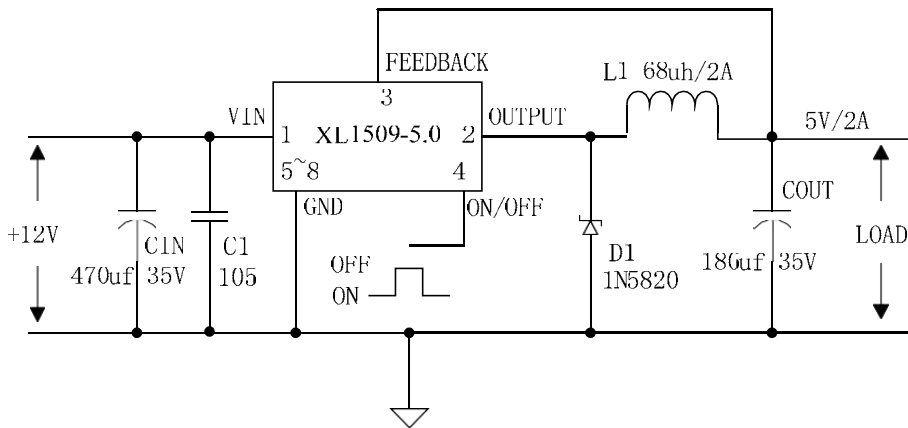 FEEDBACK
L1 68uh/2A
3
VIN
OUTPUT
5V/2A
1 XL1509-5.0 2
5~8 4
GND
ON/OFF
COUT
+12V
CIN
C1
LOAD
470uf 35V
105
OFF
ON
D1
1N5820
180uf 35V